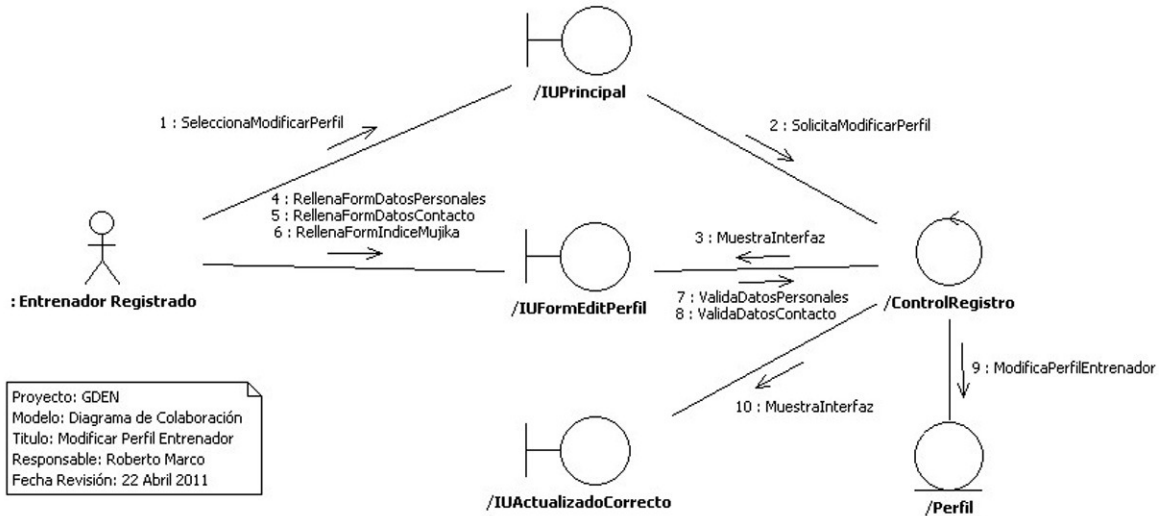 /IUPrincipal
1 : SeleccionaModificarPerfil
2 : SolicitaModificarPerfil
4 : RellenaFormDatosPersonales
5 : RellenaFormDatosContacto
6 : RellenaFormIndiceMujika
3 : MuestraInterfaz
: Entrenador Registrado
/IUFormEditPerfil
7 : ValidaDatosPersonales
8 : ValidaDatosContacto
/ControlRegistro
9 : ModificaPerfilEntrenador
10 : MuestraInterfaz
Proyecto: GDEN
Modelo: Diagrama de Colaboración
Titulo: Modificar Perfil Entrenador
Responsable: Roberto Marco
Fecha Revisión: 22 Abril 2011
/IUActualizadoCorrecto
/Perfil